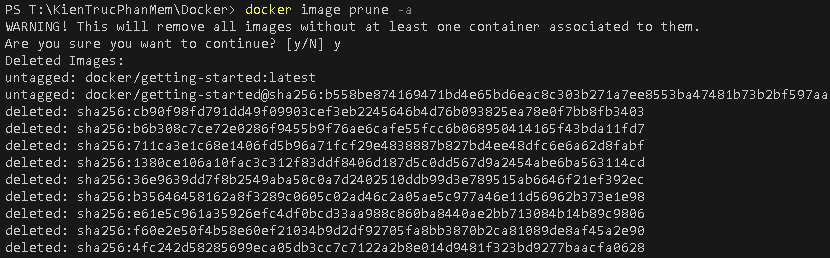 PS T:\KienTrucPhanMem\Docker> docker image prune -a
WARNING! This will remove all images without at least one container associated to them.
Are you sure you want to continue? [y/N] y
Deleted Images:
untagged: docker/getting-started:latest
untagged: docker/getting-started@sha256:b558be874169471bd4e65bd6eac8c303b271a7ee8553ba47481b73b2bf597aa
deleted: sha256:cb90f98fd791dd49f09903cef3eb2245646b4d76b093825ea78e0f7bb8fb3403
deleted: sha256:b6b308c7ce72e0286f9455b9f76ae6cafe55fcc6b068950414165f43bda11fd7
deleted: sha256:711ca3e1c68e1406fd5b96a71fcf29e4838887b827bd4ee48dfc6e6a62d8fabf
deleted: sha256:1380ce106a10fac3c312f83ddf8406d187d5c0dd567d9a2454abe6ba563114cd
deleted: sha256:36e9639dd7f8b2549aba50c0a7d2402510ddb99d3e789515ab6646f21ef392ec
deleted: sha256:b35646458162a8f3289c0605c02ad46c2a05ae5c977a46e11d56962b373e1e98
deleted: sha256:e61e5c961a35926efc4df0bcd33aa988c860ba8440ae2bb713084b14b89c9806
deleted: sha256:f60e2e50f4b58e60ef21034b9d2df92705fa8bb3870b2ca81089de8af45a2e90
deleted: sha256:4fc242d58285699eca05db3cc7c7122a2b8e014d9481f323bd9277baacfa0628